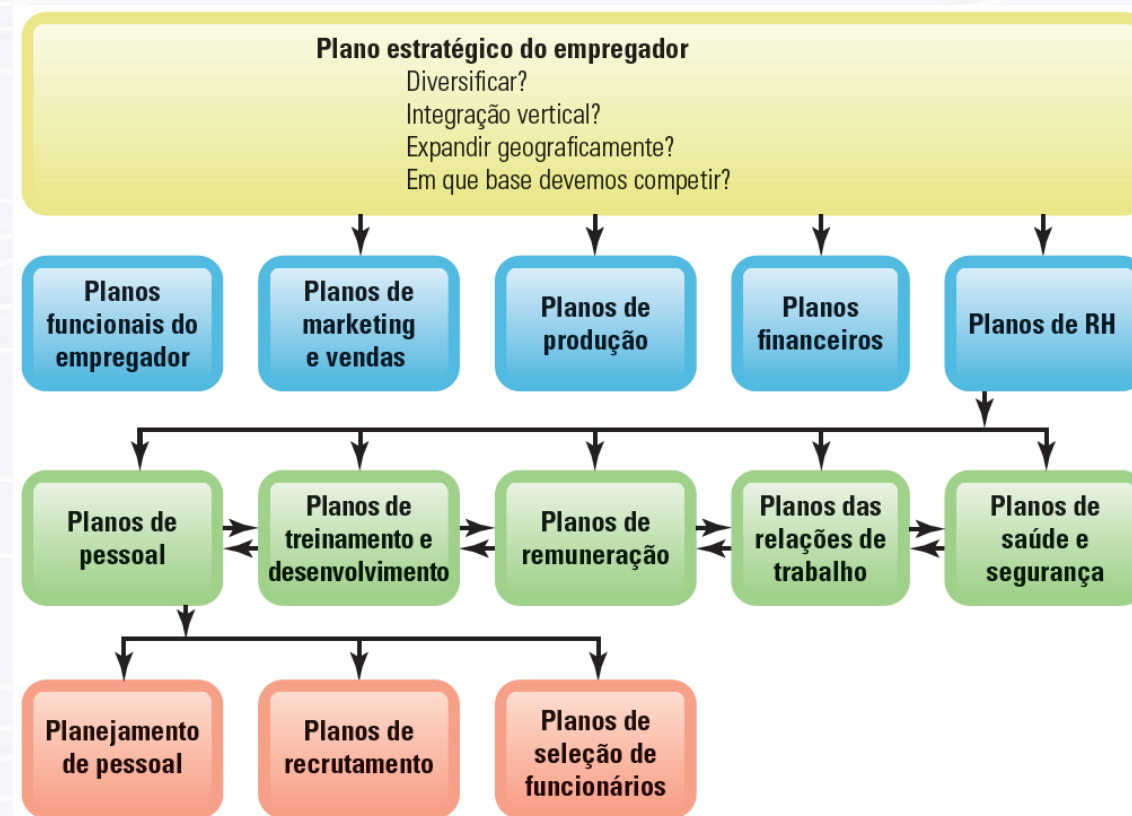 Plano estratégico do empregador
Diversificar?
Integração vertical?
Expandir geograficamente?
Em que base devemos competir?
Planos
funcionais do
empregador
Planos de
marketing
e vendas
Planos de
produção
Planos
financeiros
Planos de RH
Planos de
pessoal
Planos de
treinamento e
desenvolvimento
Planos de
remuneração
Planos das
relações de
trabalho
Planos de
saúde e
segurança
Planejamento
de pessoal
Planos de
recrutamento
Planos de
seleção de
funcionários